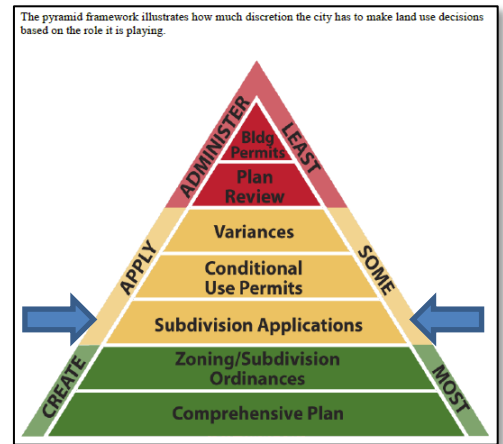 The pyramid framework illustrates how much discretion the city has to make land use decisions
based on the role it is playing.
ADMINISTER
LEAST
Bldg
Permits
Plan
Review
APPLY
SOME
Variances
Conditional
Use Permits
Subdivision Applications
CREATE
MOST
Zoning/Subdivision
Ordinances
Comprehensive Plan